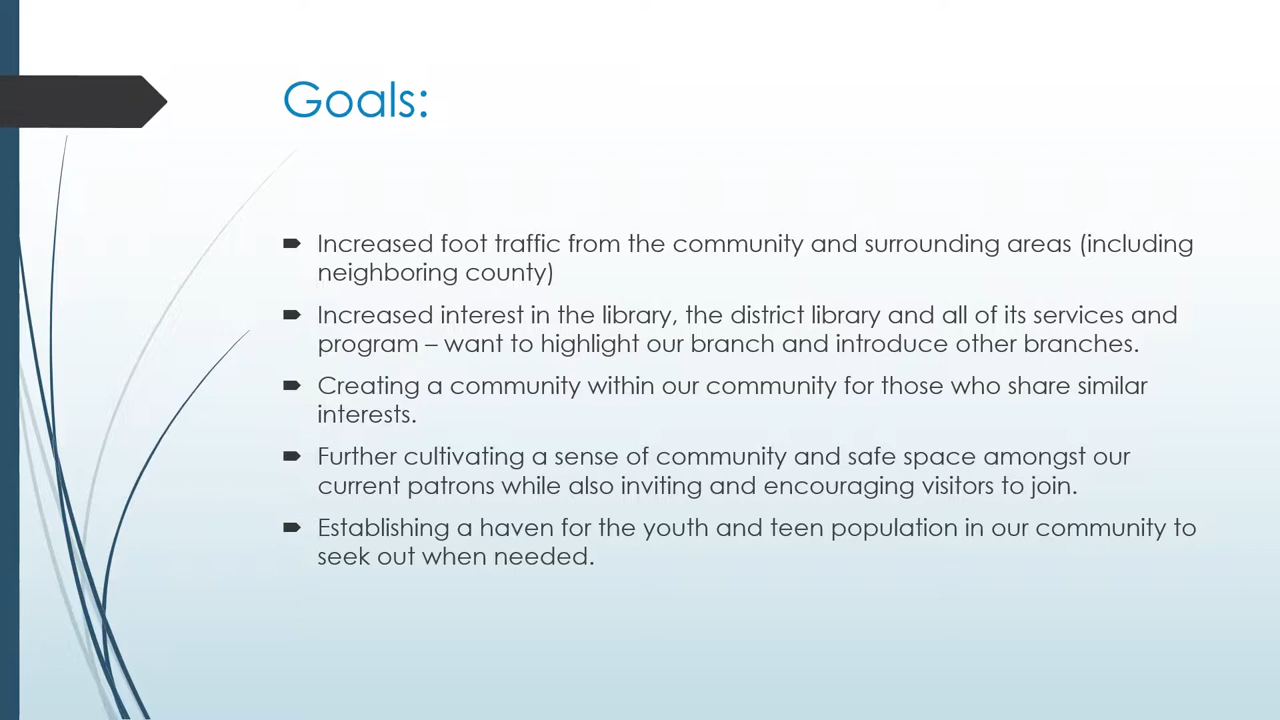 Goals:
Increased foot traffic from the community and surrounding areas (including
neighboring county)
Increased interest in the library, the district library and all of its services and
program – want to highlight our branch and introduce other branches.
Creating a community within our community for those who share similar
interests.
Further cultivating a sense of community and safe space amongst our
current patrons while also inviting and encouraging visitors to join.
Establishing a haven for the youth and teen population in our community to
seek out when needed.